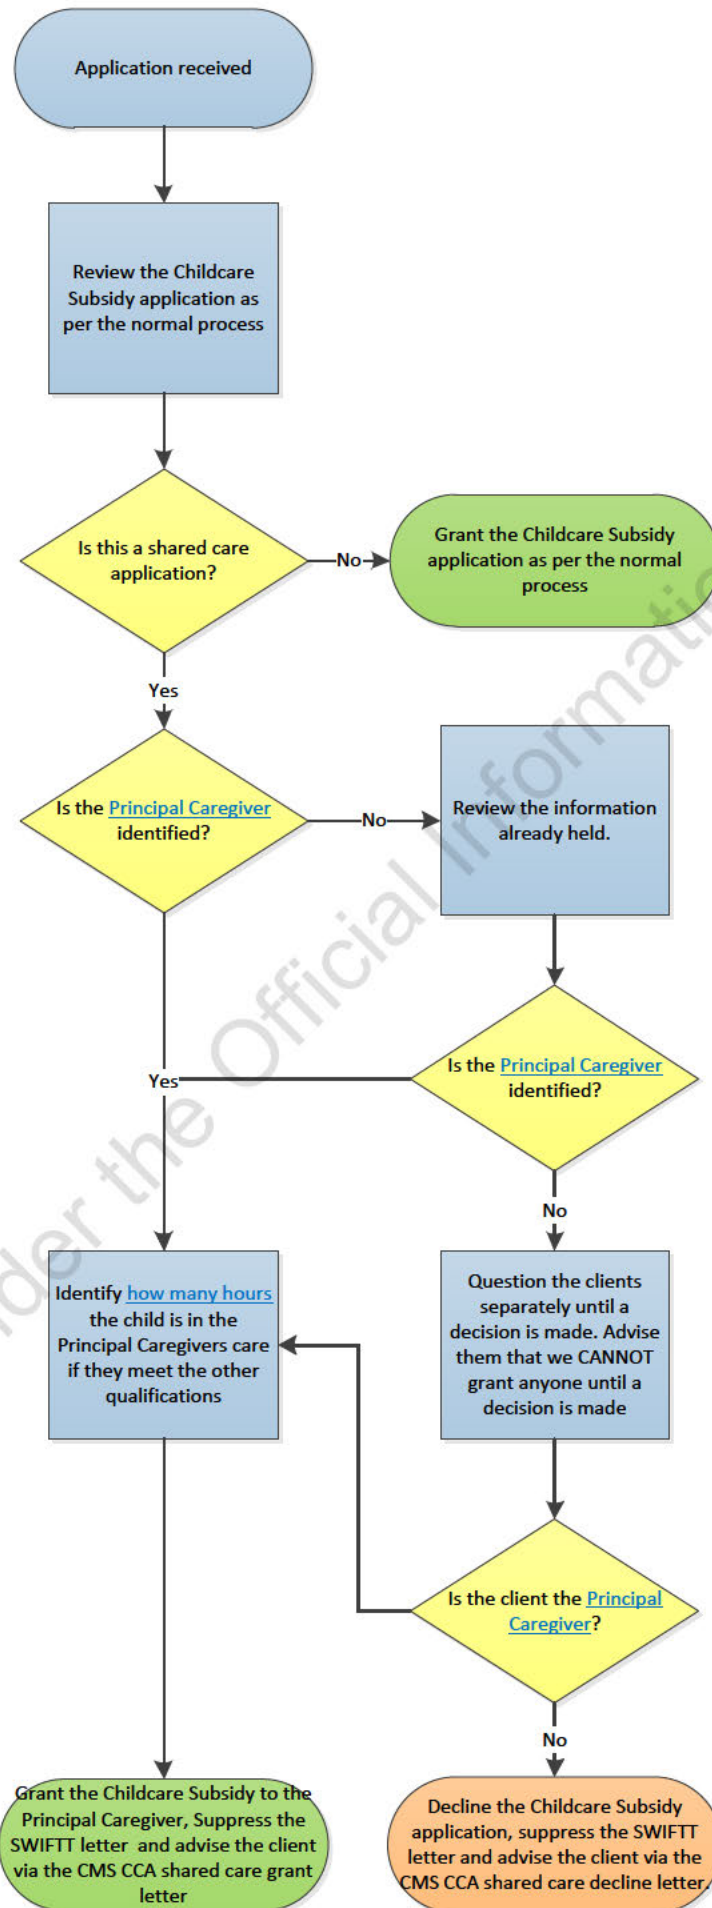 Application received
Review the Childcare
Subsidy application as
per the normal process
Is this a shared care
application?
No
Grant the Childcare Subsidy
application as per the normal
process
Yes
Is the Principal Caregiver
identified?
No
Review the information
already held.
Is the Principal Caregiver
identified?
Yes
No
Identify how many hours
the child is in the
Principal Caregivers care
if they meet the other
qualifications
Question the clients
separately until a
decision is made. Advise
them that we CANNOT
grant anyone until a
decision is made
Is the client the Principal
Caregiver?
No
Grant the Childcare Subsidy to the
Principal Caregiver, Suppress the
SWIFTT letter and advise the client
via the CMS CCA shared care grant
letter
Decline the Childcare Subsidy
application, suppress the SWIFTT
letter and advise the client via the
CMS CCA shared care decline letter.
the Official